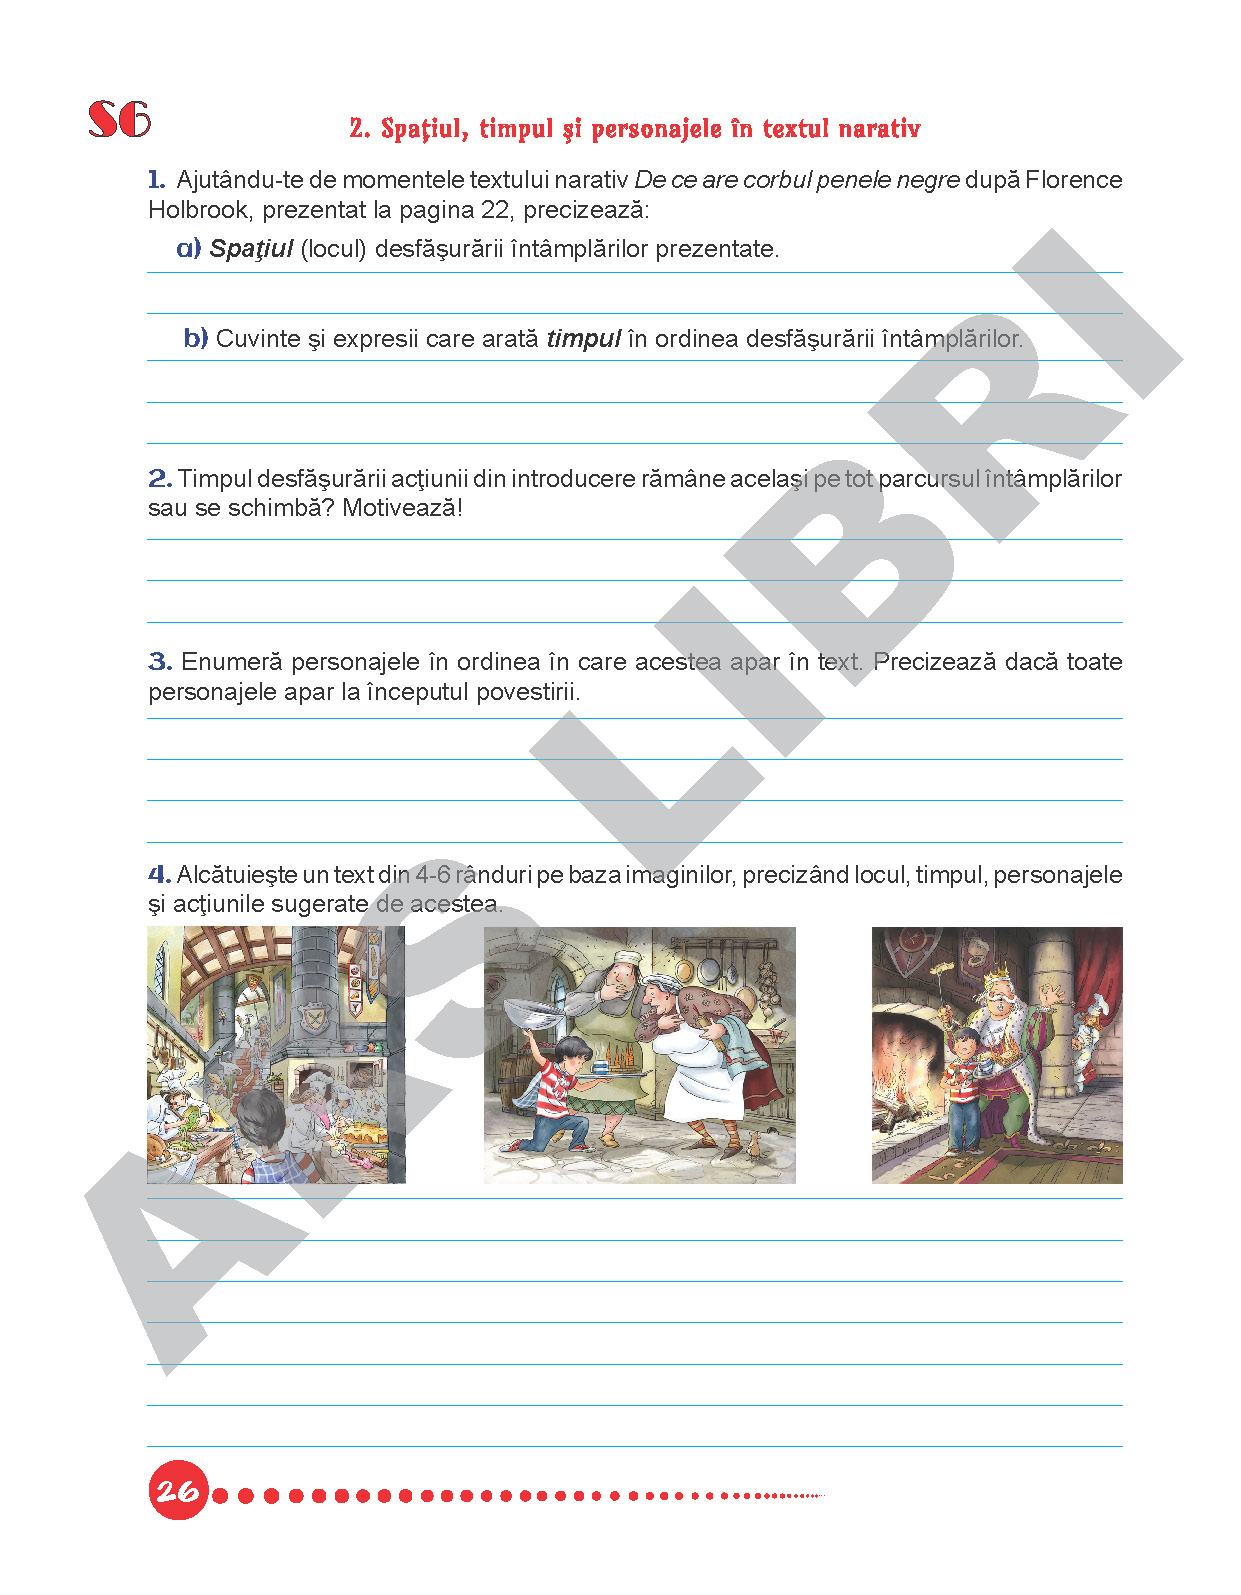 S6
2. Spaţiul, timpul şi personajele în textul narativ
1. Ajutându-te de momentele textului narativ De ce are corbul penele negre după Florence
Holbrook, prezentat la pagina 22, precizează:
a) Spaţiul (locul) desfăşurării întâmplărilor prezentate.
b) Cuvinte şi expresii care arată timpul în ordinea desfăşurării întâmplărilor.
2. Timpul desfăşurării acţiunii din introducere rămâne acelaşi pe tot parcursul întâmplărilor
sau se schimbă? Motivează!
3. Enumeră personajele în ordinea în care acestea apar în text. Precizează dacă toate
personajele apar la începutul povestirii.
4. Alcătuieşte un text din 4-6 rânduri pe baza imaginilor, precizând locul, timpul, personajele
şi acţiunile sugerate de acestea.
26
ARS LIBRI